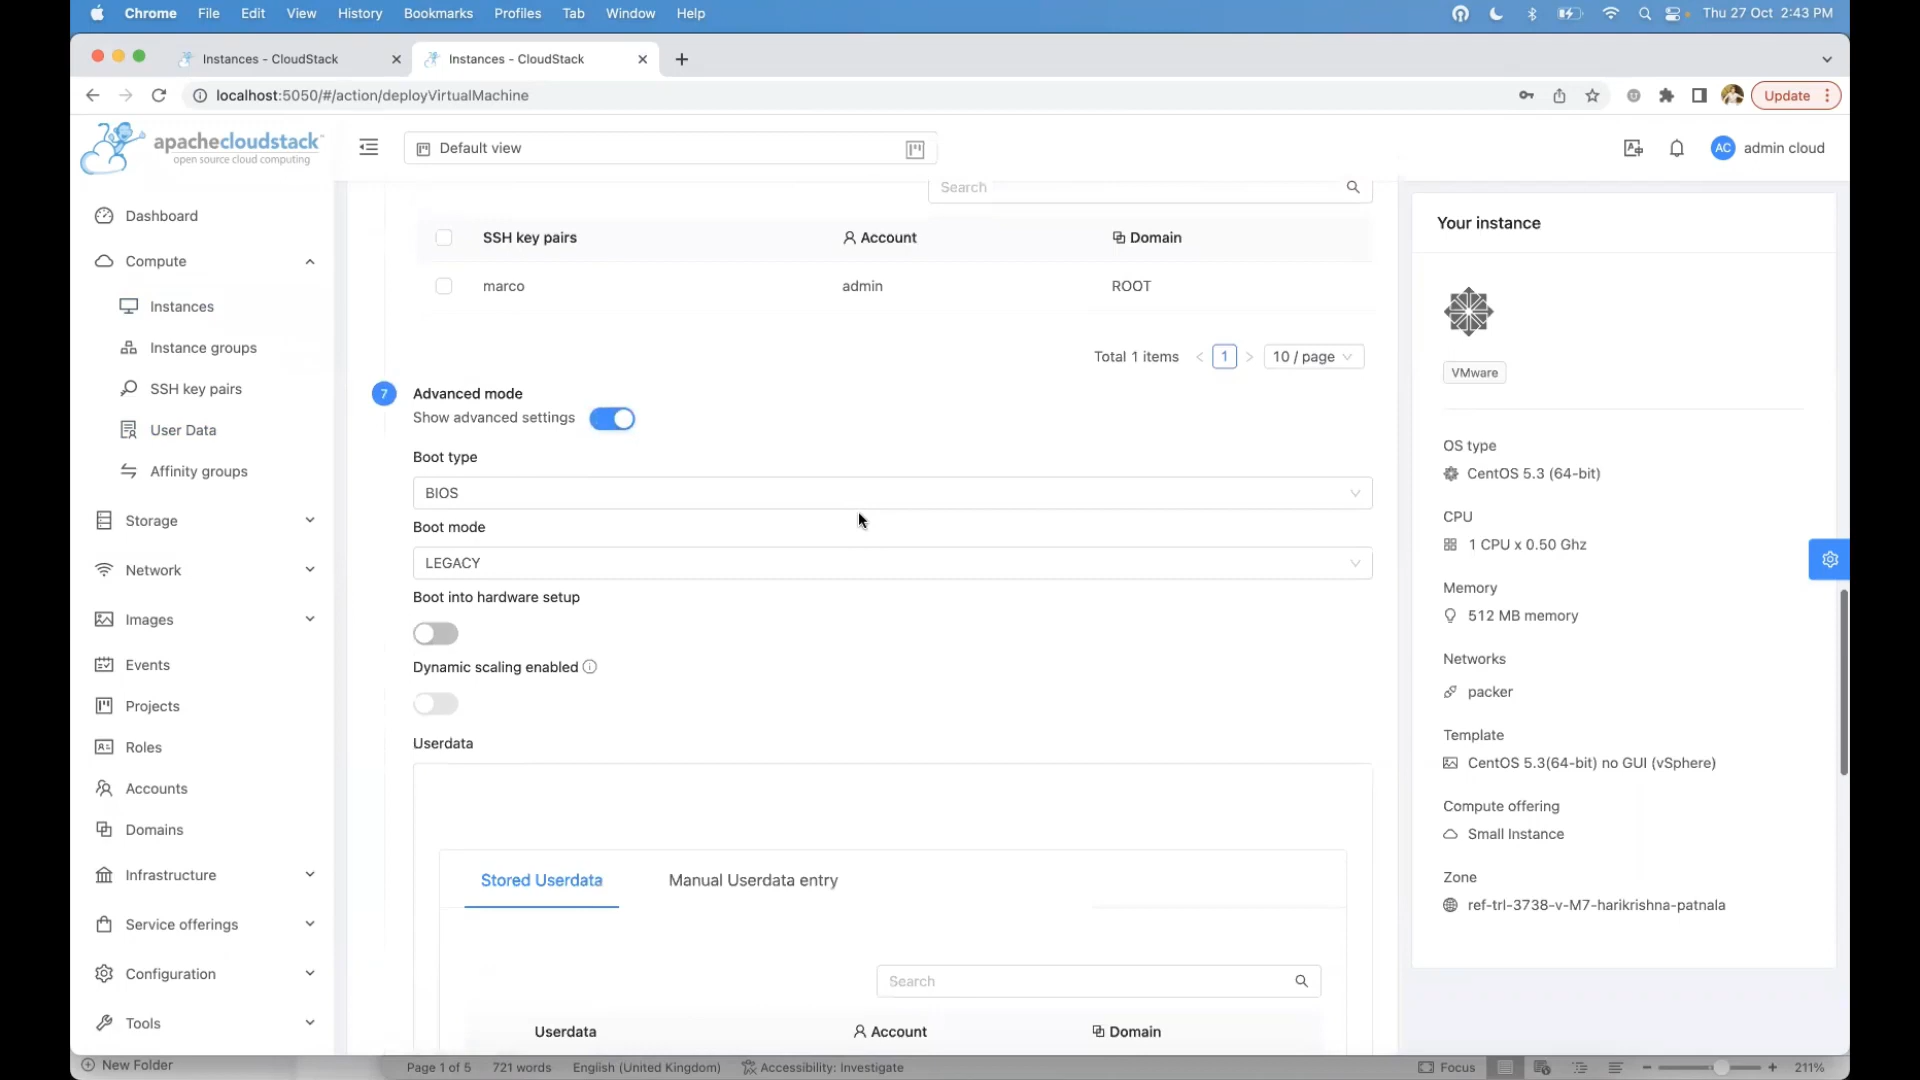 Chrome File Edit View History Bookmarks Profiles Tab Window Help Thu 27 Oct 2:43 PM
Instances - CloudStack Instances - CloudStack
localhost:5050/#/action/deployVirtualMachine Update
apachecloudstack
open source cloud computing
Default view
AC admin cloud
Dashboard
Compute
Instances
Instance groups
SSH key pairs
User Data
Affinity groups
Storage
Network
Images
Events
Projects
Roles
Accounts
Domains
Infrastructure
Service offerings
Configuration
Tools
Search
SSH key pairs Account Domain
marco admin ROOT
Total 1 items < 1 > 10 / page
7 Advanced mode
Show advanced settings
Boot type
BIOS
Boot mode
LEGACY
Boot into hardware setup
Dynamic scaling enabled
Userdata
Stored Userdata Manual Userdata entry
Search
Userdata Account Domain
Your instance
VMware
OS type
CentOS 5.3 (64-bit)
CPU
1 CPU x 0.50 Ghz
Memory
512 MB memory
Networks
packer
Template
CentOS 5.3(64-bit) no GUI (vSphere)
Compute offering
Small Instance
Zone
ref-trl-3738-v-M7-harikrishna-patnala
New Folder Page 1 of 5 721 words English (United Kingdom) Accessibility: Investigate Focus 211%